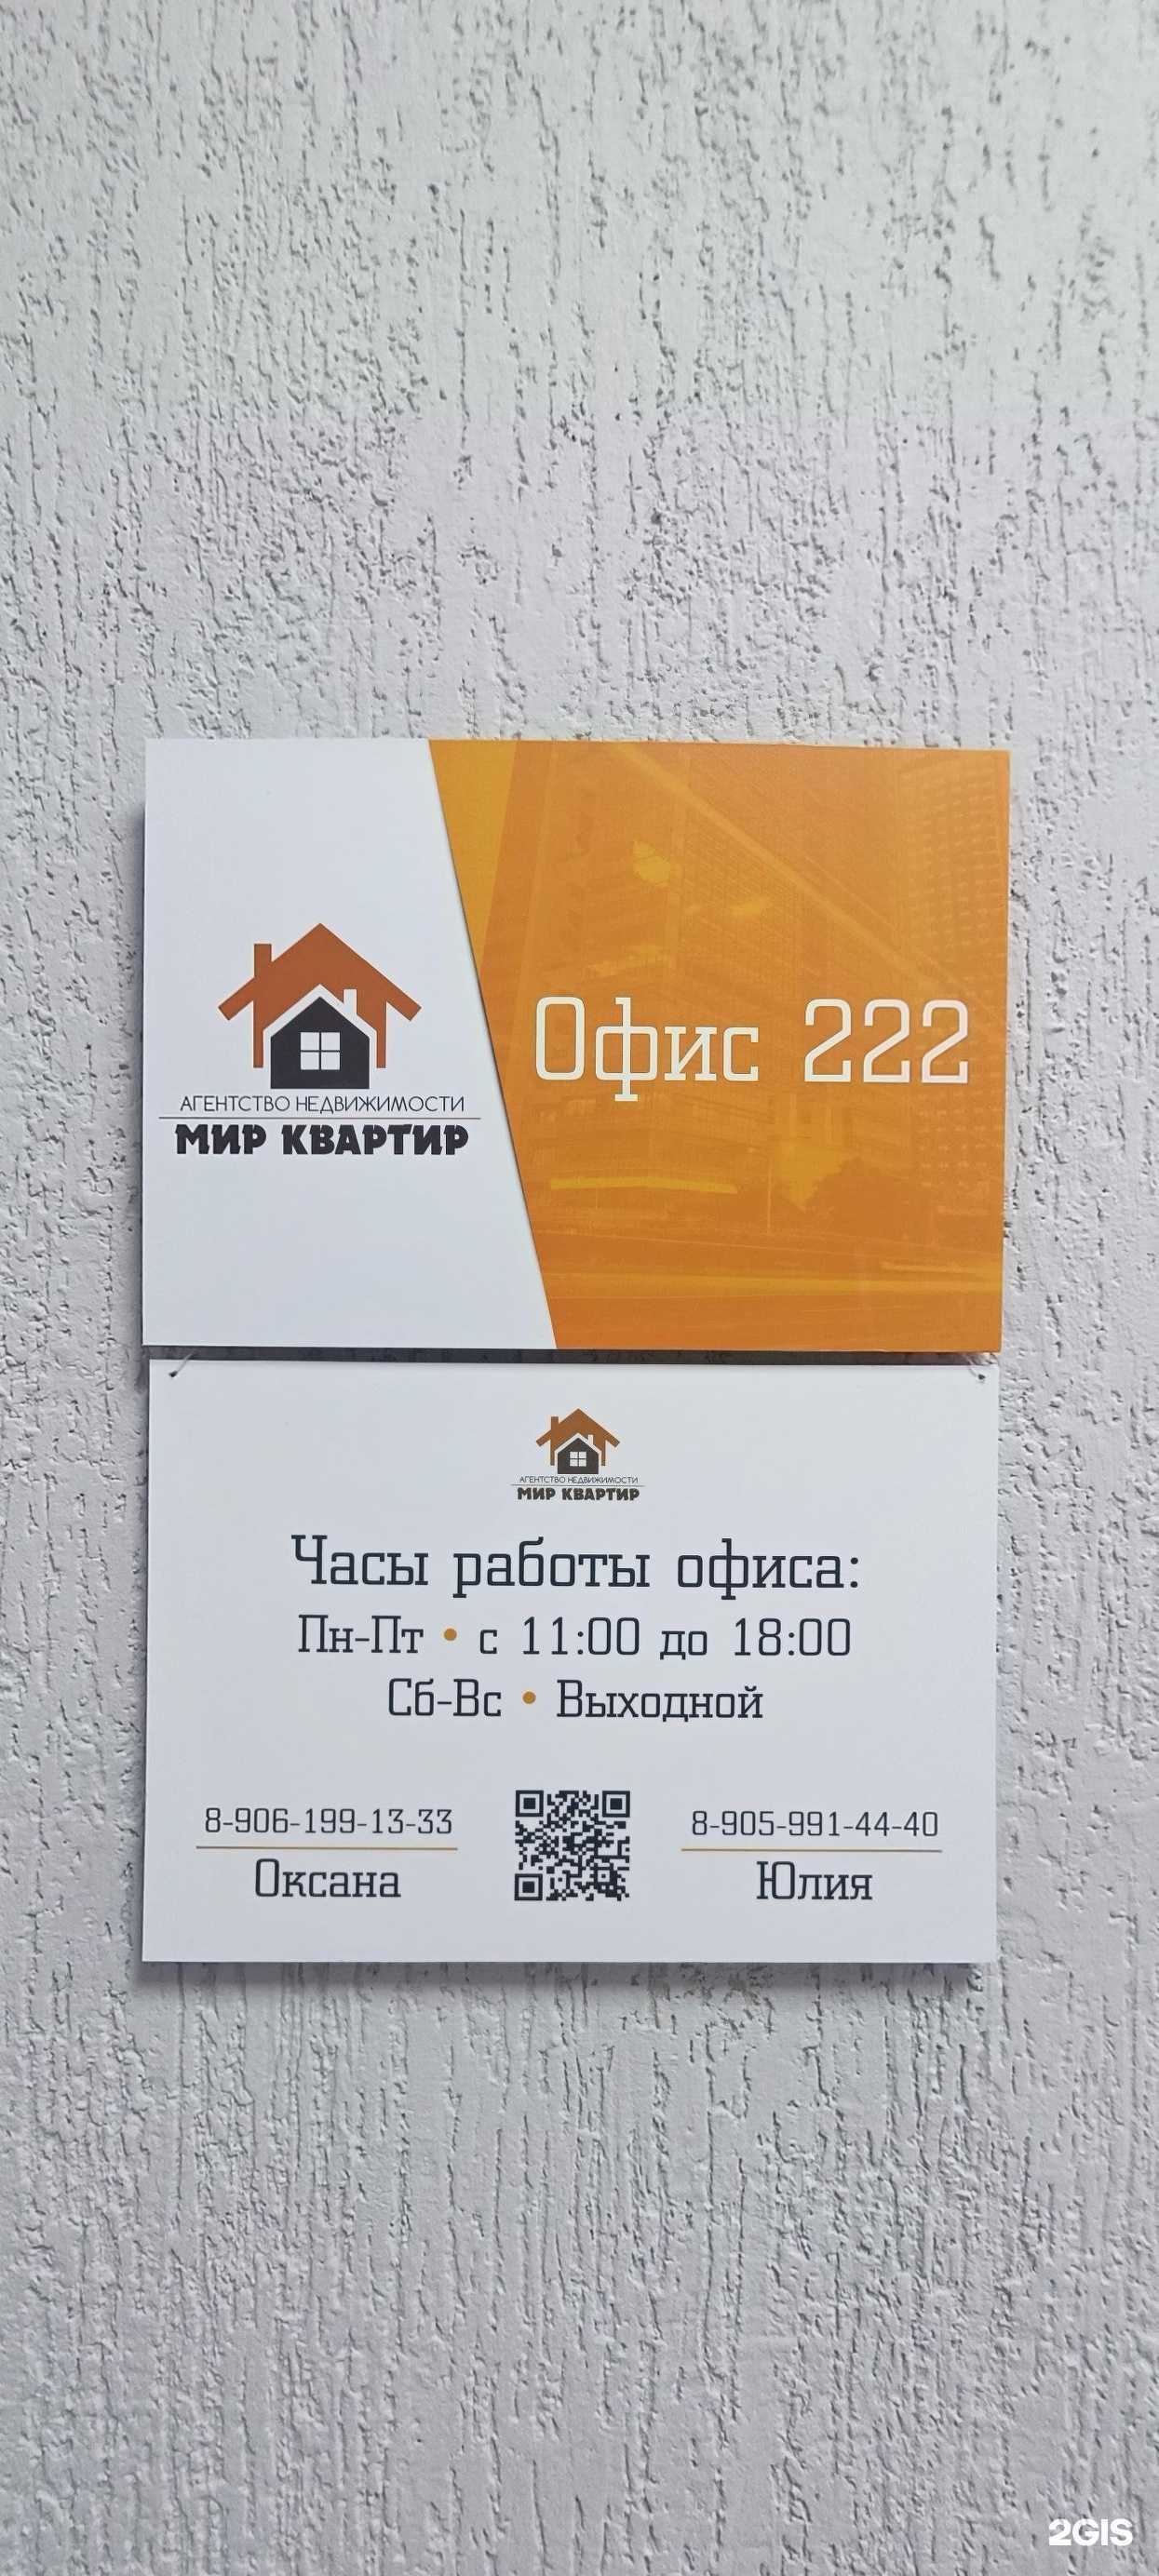 АГЕНТСТВО НЕДВИЖИМОСТИ
МИР КВАРТИР
Офис 222
АГЕНТСТВО НЕДВИЖИМОСТИ
МИР КВАРТИР
Часы работы офиса:
Пн-Пт • с 11:00 до 18:00
Сб-Вс • Выходной
8-906-199-13-33
Оксана
8-905-991-44-40
Юлия
2GIS